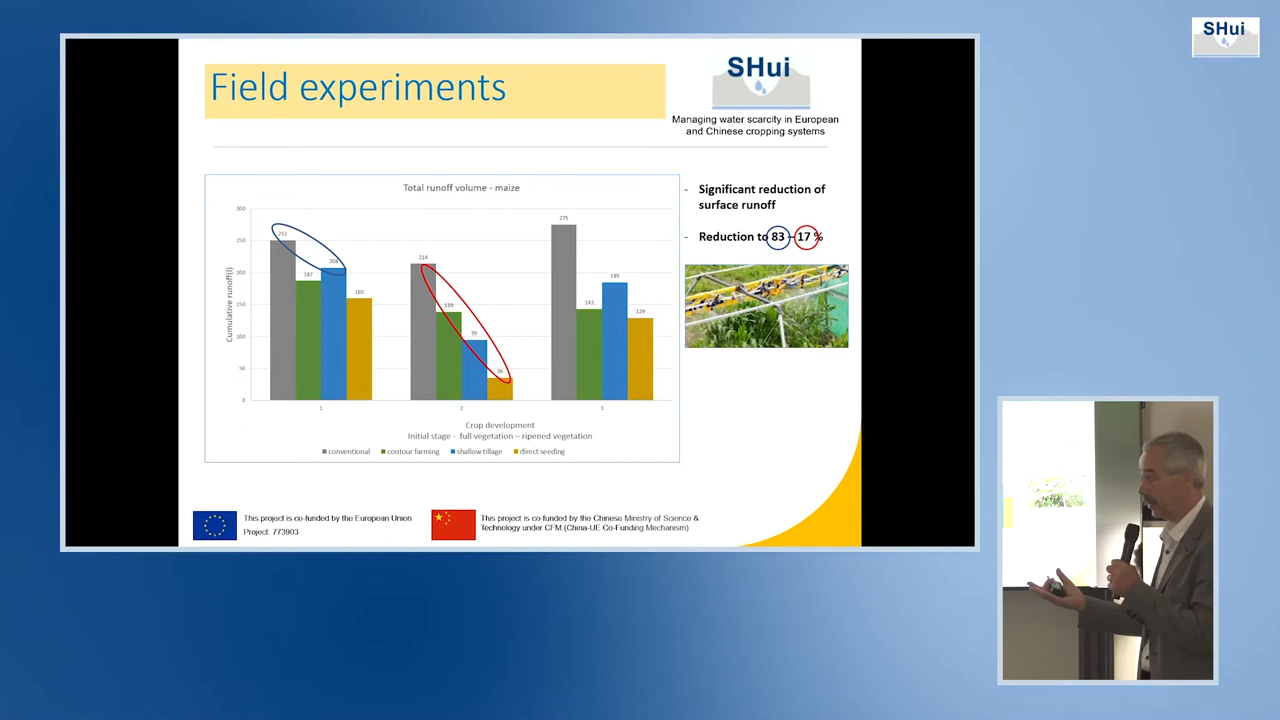 SHui
Field experiments
SHui
Managing water scarcity in European
and Chinese cropping systems
Total runoff volume - maize
300
250
200
150
100
50
0
Cumulative runoff(l)
251
187
208
160
214
139
95
36
275
143
185
129
1
2
3
Crop development
Initial stage - full vegetation – ripened vegetation
conventional
contour farming
shallow tillage
direct seeding
- Significant reduction of
surface runoff
- Reduction to 83 – 17 %
This project is co-funded by the European Union
Project: 773903
This project is co-funded by the Chinese Ministry of Science &
Technology under CFM (China-UE Co-Funding Mechanism)